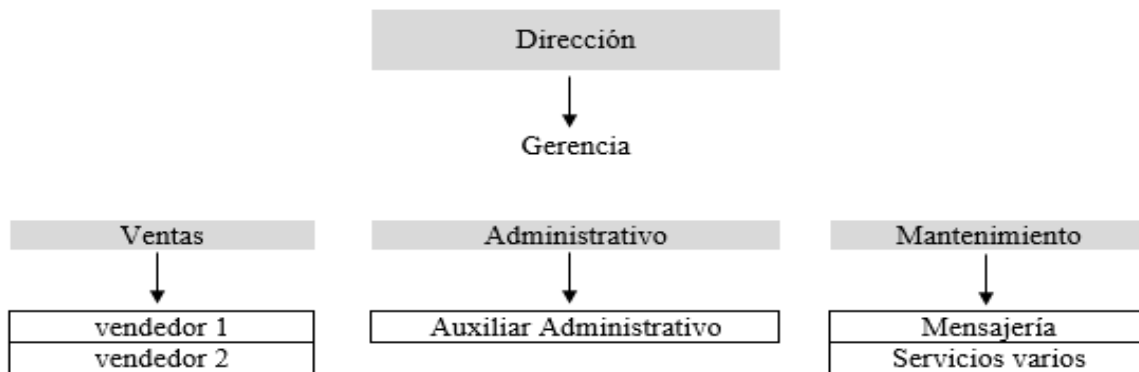 Dirección
Gerencia
Ventas
Administrativo
Mantenimiento
vendedor 1
Auxiliar Administrativo
Mensajería
vendedor 2
Servicios varios